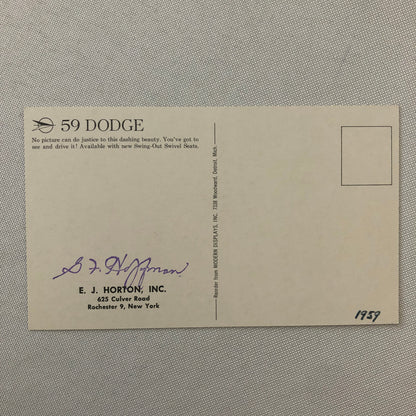 59 DODGE
No picture can do justice to this dashing beauty. You've got to
see and drive it! Available with new Swing-Out Swivel Seats.
G F Hoffman
E. J. HORTON, INC.
625 Culver Road
Rochester 9, New York
Reorder from MODERN DISPLAYS, INC. 7338 Woodward, Detroit, Mich.
1959